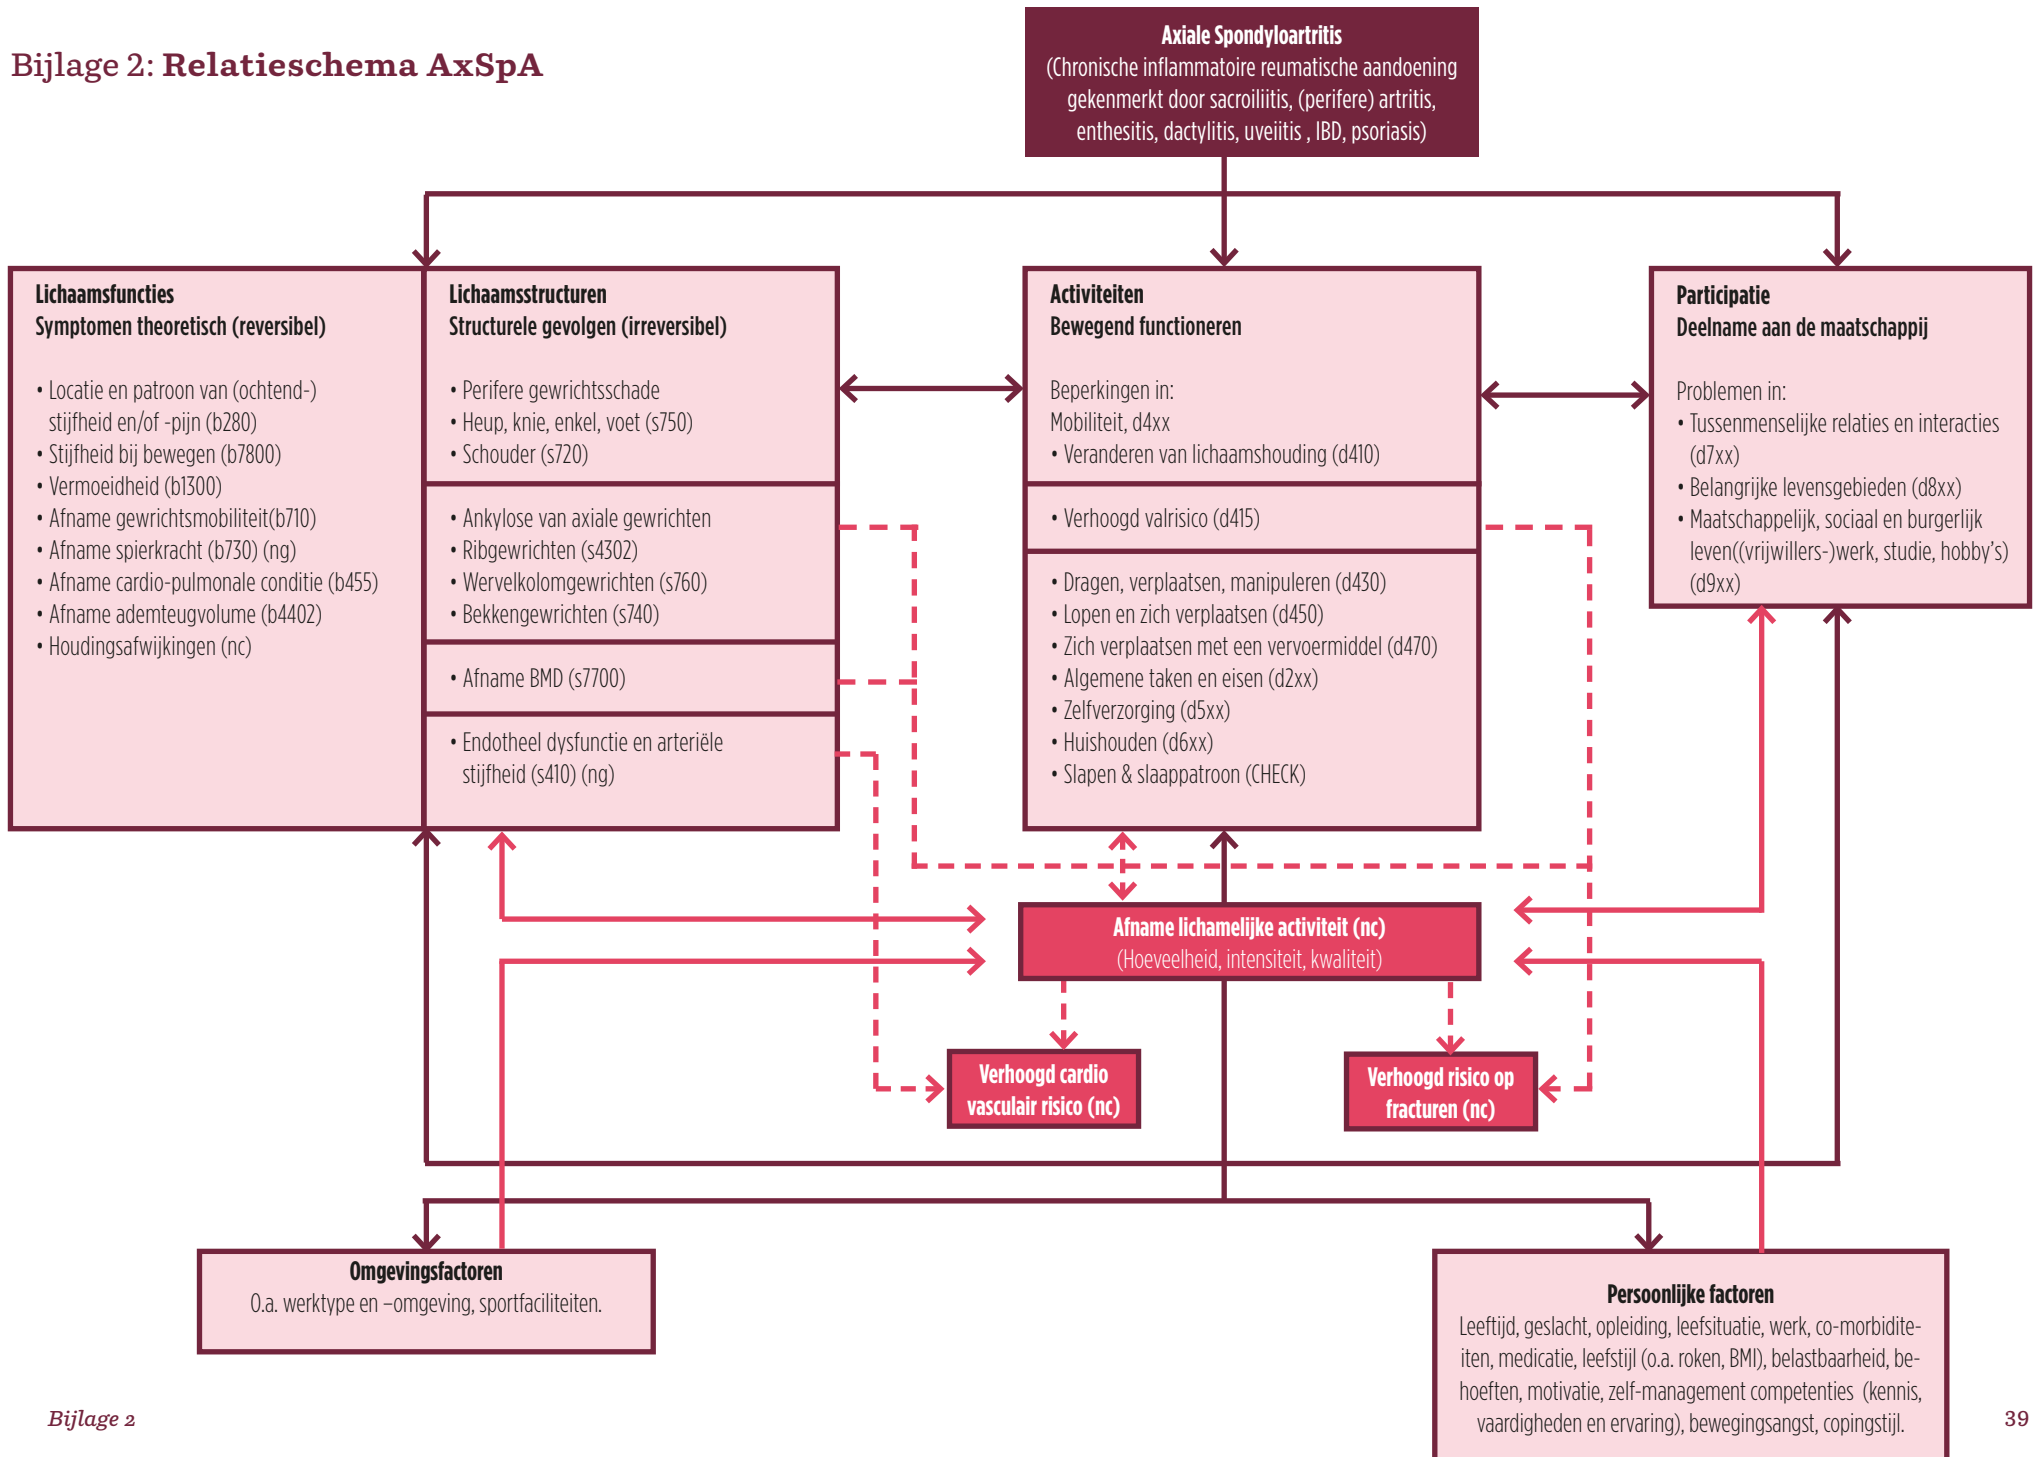 Bijlage 2: Relatieschema AxSpA
Axiale Spondyloartritis
(Chronische inflammatoire reumatische aandoening
gekenmerkt door sacroiliitis, (perifere) artritis,
enthesitis, dactylitis, uveiitis , IBD, psoriasis)
Lichaamsfuncties
Symptomen theoretisch (reversibel)
• Locatie en patroon van (ochtend-)
stijfheid en/of -pijn (b280)
• Stijfheid bij bewegen (b7800)
• Vermoeidheid (b1300)
• Afname gewrichtsmobiliteit(b710)
• Afname spierkracht (b730) (ng)
• Afname cardio-pulmonale conditie (b455)
• Afname ademteugvolume (b4402)
• Houdingsafwijkingen (nc)
Lichaamsstructuren
Structurele gevolgen (irreversibel)
• Perifere gewrichtsschade
• Heup, knie, enkel, voet (s750)
• Schouder (s720)
• Ankylose van axiale gewrichten
• Ribgewrichten (s4302)
• Wervelkolomgewrichten (s760)
• Bekkengewrichten (s740)
• Afname BMD (s7700)
• Endotheel dysfunctie en arteriële
stijfheid (s410) (ng)
Activiteiten
Bewegend functioneren
Beperkingen in:
Mobiliteit, d4xx
• Veranderen van lichaamshouding (d410)
• Verhoogd valrisico (d415)
• Dragen, verplaatsen, manipuleren (d430)
• Lopen en zich verplaatsen (d450)
• Zich verplaatsen met een vervoermiddel (d470)
• Algemene taken en eisen (d2xx)
• Zelfverzorging (d5xx)
• Huishouden (d6xx)
• Slapen & slaappatroon (CHECK)
Participatie
Deelname aan de maatschappij
Problemen in:
• Tussenmenselijke relaties en interacties
(d7xx)
• Belangrijke levensgebieden (d8xx)
• Maatschappelijk, sociaal en burgerlijk
leven((vrijwillers-)werk, studie, hobby's)
(d9xx)
Afname lichamelijke activiteit (nc)
(Hoeveelheid, intensiteit, kwaliteit)
Verhoogd cardio
vasculair risico (nc)
Verhoogd risico op
fracturen (nc)
Omgevingsfactoren
O.a. werktype en –omgeving, sportfaciliteiten.
Persoonlijke factoren
Leeftijd, geslacht, opleiding, leefsituatie, werk, co-morbidite-
iten, medicatie, leefstijl (o.a. roken, BMI), belastbaarheid, be-
hoeften, motivatie, zelf-management competenties (kennis,
vaardigheden en ervaring), bewegingsangst, copingstijl.
Bijlage 2
39